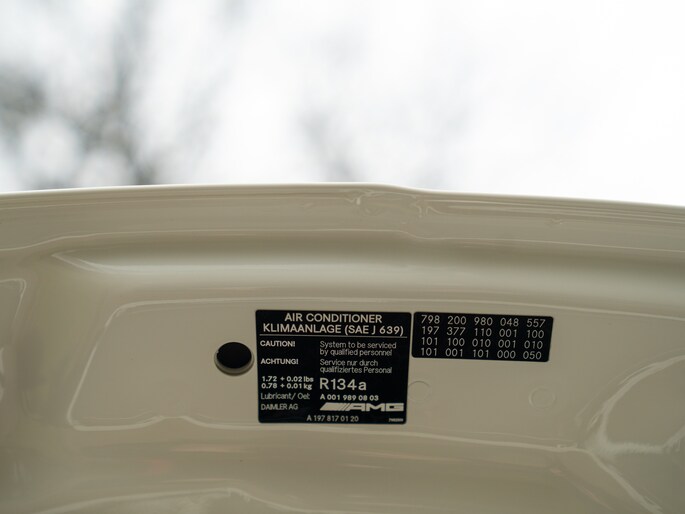 AIR CONDITIONER
KLIMAANLAGE (SAE J 639)
CAUTION! System to be serviced
by qualified personnel
ACHTUNG! Service nur durch
qualifiziertes Personal
1.72 + 0.02 lbs
0.78 + 0.01 kg R134a
Lubricant/ Oel: A 001 989 08 03
DAIMLER AG AMG
A 197 817 01 20
798 200 980 048 557
197 377 110 001 100
101 100 010 001 010
101 001 101 000 050